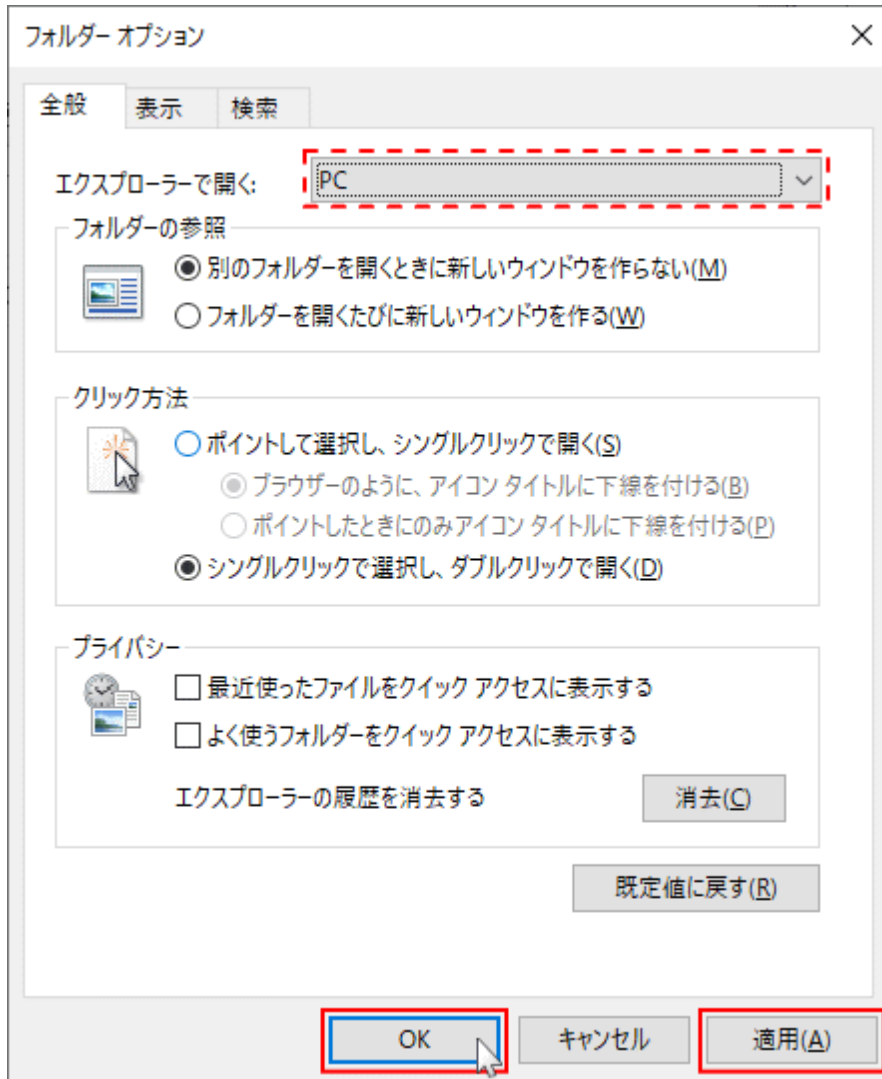 フォルダー オプション
全般 表示 検索
エクスプローラーで開く: PC
フォルダーの参照
別のフォルダーを開くときに新しいウィンドウを作らない(M)
フォルダーを開くたびに新しいウィンドウを作る(W)
クリック方法
ポイントして選択し、シングルクリックで開く(S)
ブラウザーのように、アイコン タイトルに下線を付ける(B)
ポイントしたときにのみアイコン タイトルに下線を付ける(P)
シングルクリックで選択し、ダブルクリックで開く(D)
プライバシー
最近使ったファイルをクイック アクセスに表示する
よく使うフォルダーをクイック アクセスに表示する
エクスプローラーの履歴を消去する 消去(C)
既定値に戻す(R)
OK キャンセル 適用(A)